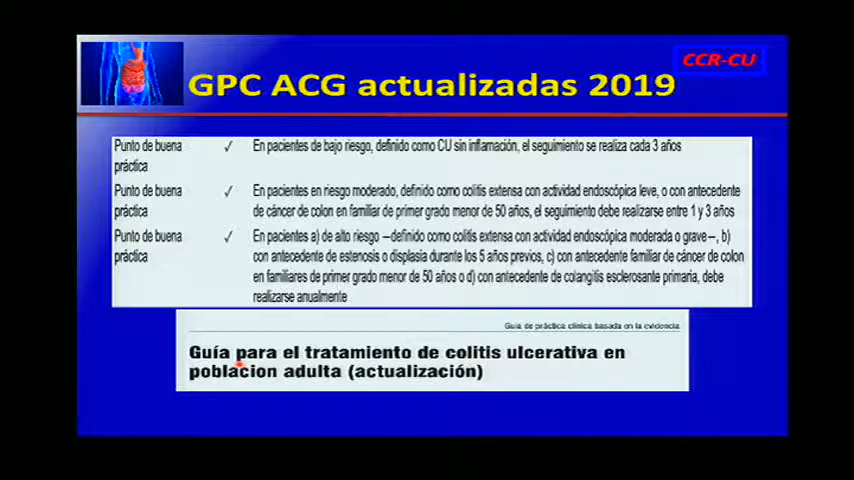 CCR-CU
GPC ACG actualizadas 2019
Punto de buena práctica ✓ En pacientes de bajo riesgo, definido como CU sin inflamación, el seguimiento se realiza cada 3 años
Punto de buena práctica ✓ En pacientes en riesgo moderado, definido como colitis extensa con actividad endoscópica leve, o con antecedente
de cáncer de colon en familiar de primer grado menor de 50 años, el seguimiento debe realizarse entre 1 y 3 años
Punto de buena práctica ✓ En pacientes a) de alto riesgo –definido como colitis extensa con actividad endoscópica moderada o grave–, b)
con antecedente de estenosis o displasia durante los 5 años previos, c) con antecedente familiar de cáncer de colon
en familiares de primer grado menor de 50 años o d) con antecedente de colangitis esclerosante primaria, debe
realizarse anualmente
Guía de práctica clínica basada en la evidencia
Guía para el tratamiento de colitis ulcerativa en
poblacion adulta (actualización)